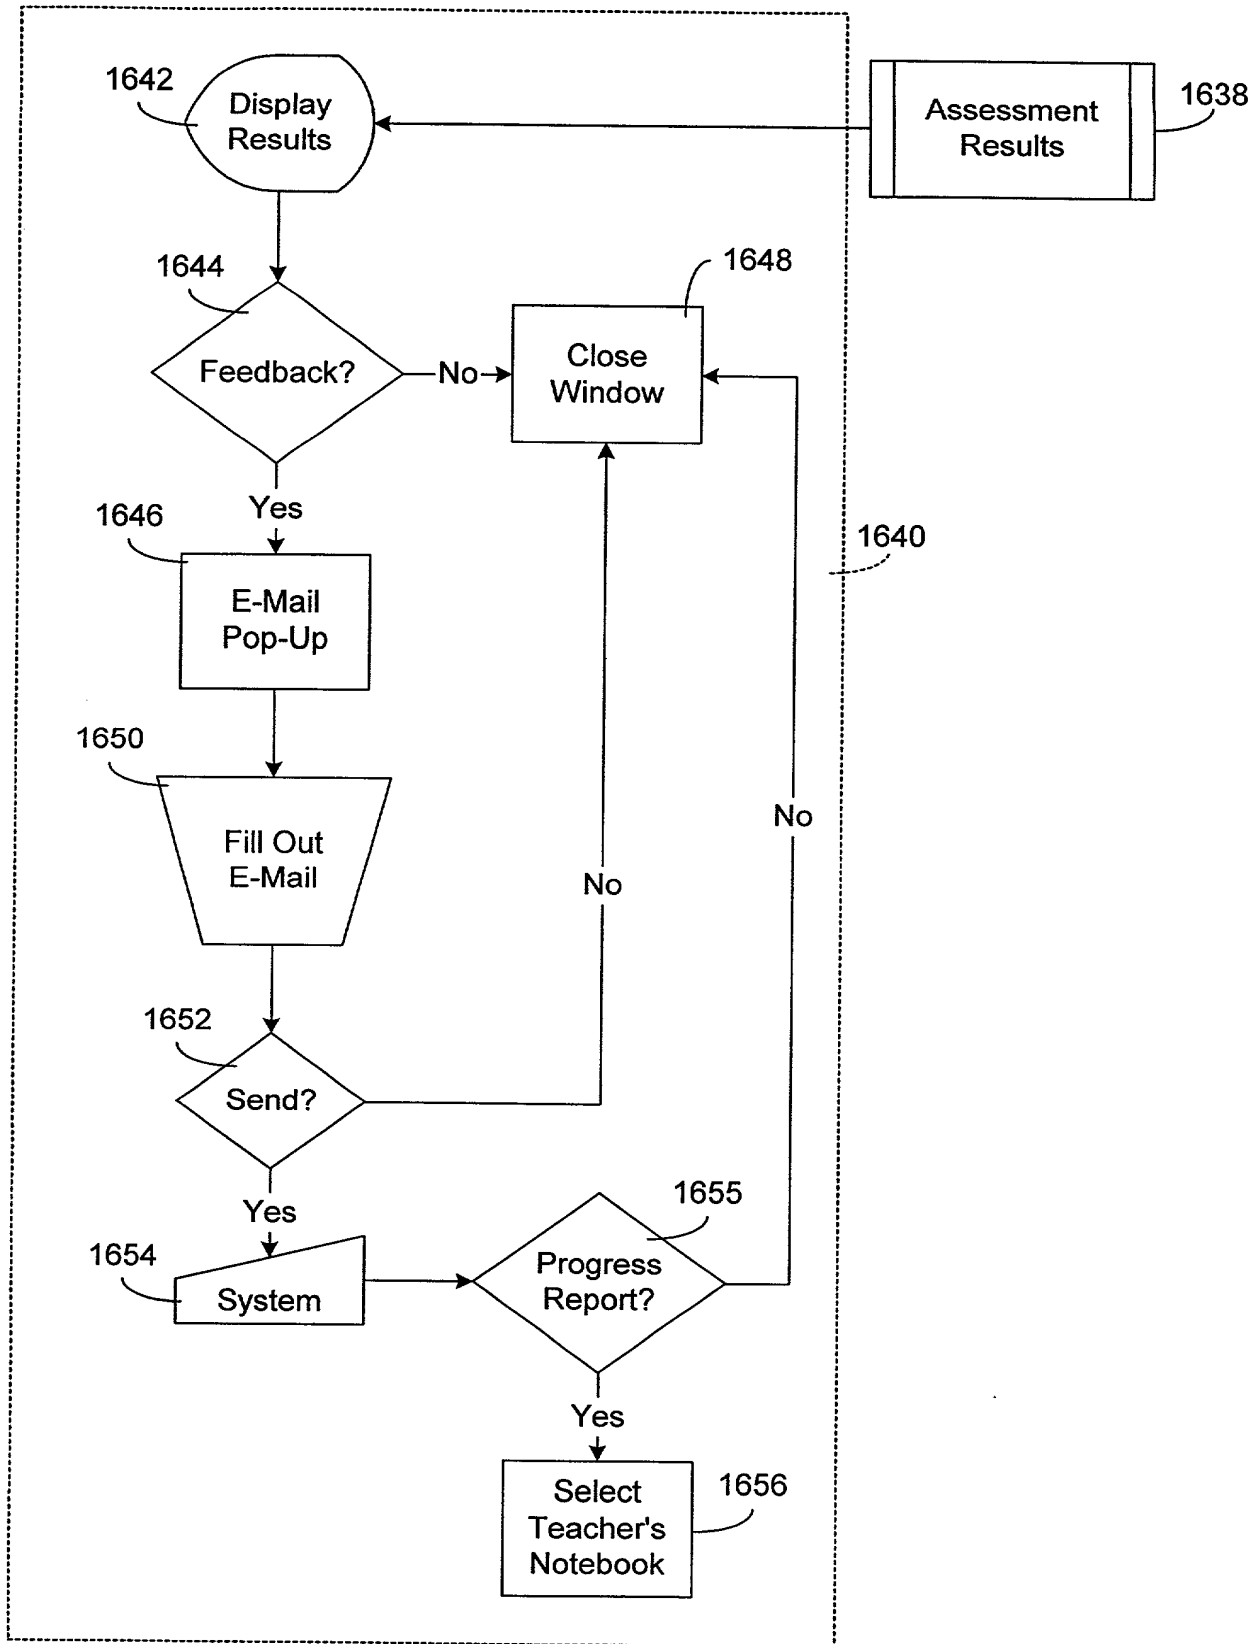 1642
Display
Results
Assessment
Results
1638
1644
Feedback?
No
1648
Close
Window
Yes
1646
E-Mail
Pop-Up
1640
1650
Fill Out
E-Mail
No
No
1652
Send?
Yes
1654
System
1655
Progress
Report?
Yes
Select
Teacher's
Notebook
1656